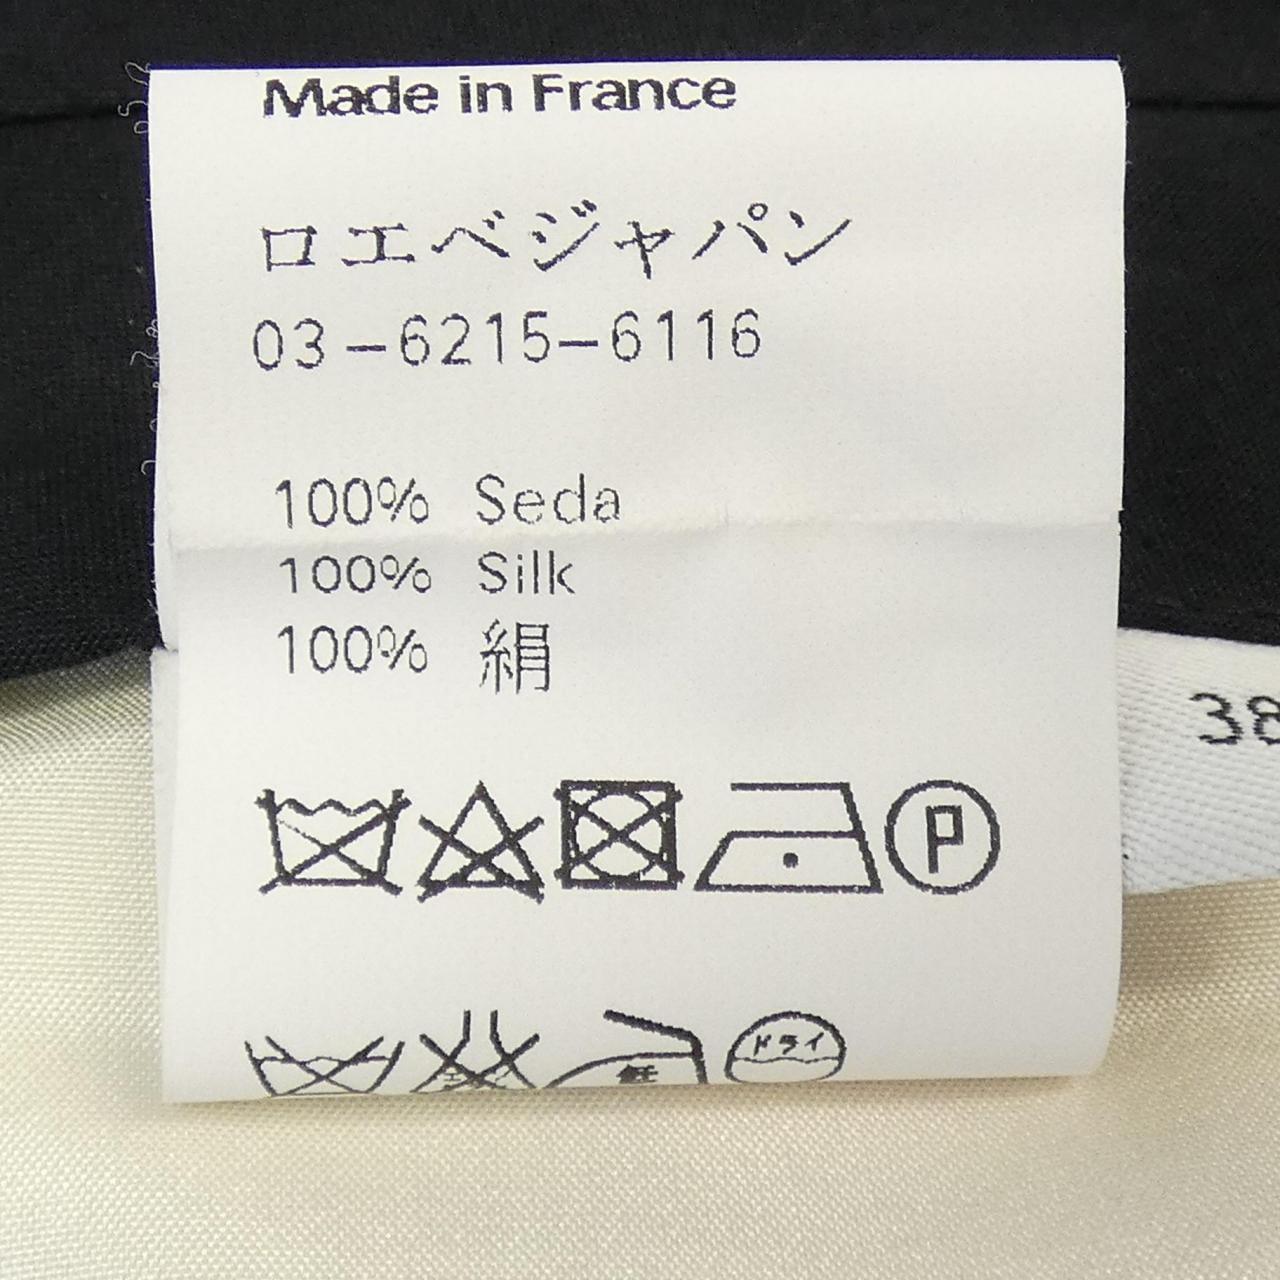 Made in France
ロエベジャパン
03-6215-6116
100% Seda
100% Silk
100% 絹
38
P
ドライ